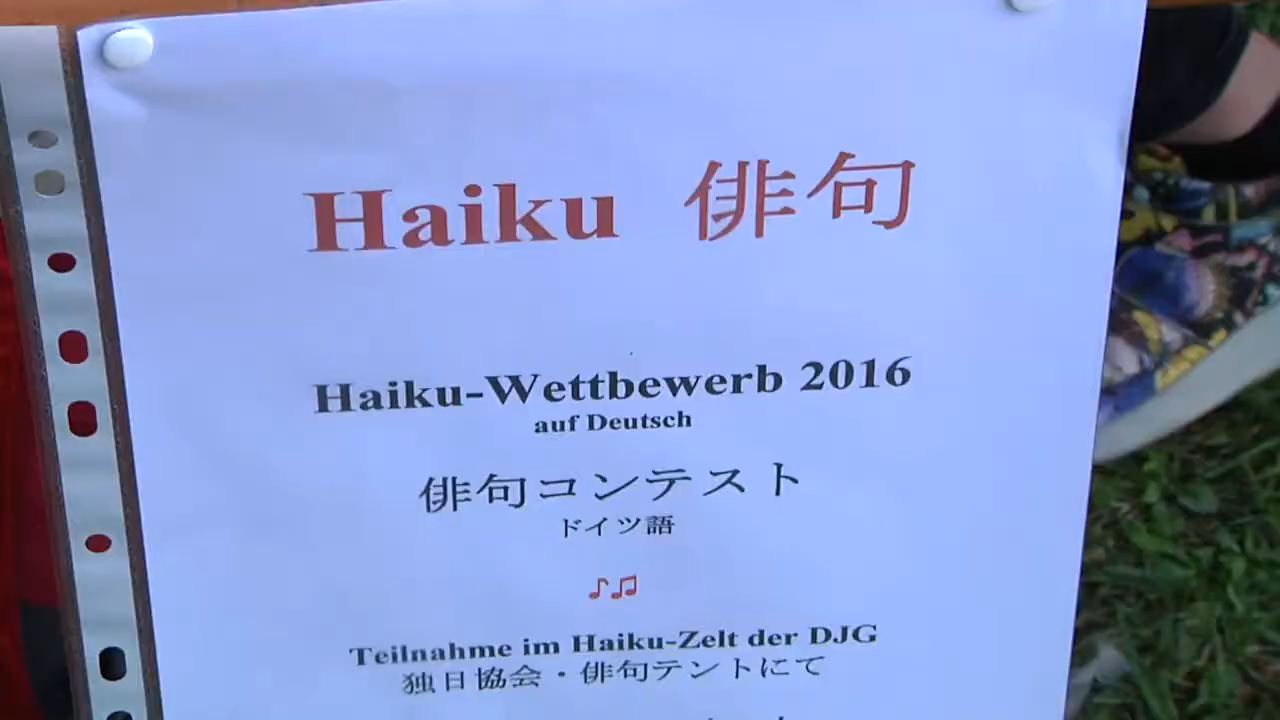 Haiku 俳句
Haiku-Wettbewerb 2016
auf Deutsch
俳句コンテスト
ドイツ語
♪♫
Teilnahme im Haiku-Zelt der DJG
独日協会・俳句テントにて